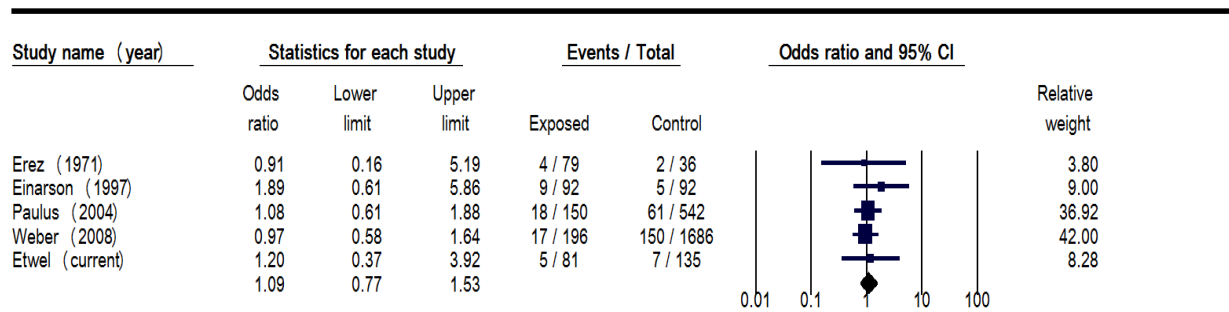 Study name (year) Statistics for each study Events / Total Odds ratio and 95% CI
Odds Lower Upper Relative
ratio limit limit Exposed Control weight
Erez (1971) 0.91 0.16 5.19 4 / 79 2 / 36 3.80
Einarson (1997) 1.89 0.61 5.86 9 / 92 5 / 92 9.00
Paulus (2004) 1.08 0.61 1.88 18 / 150 61 / 542 36.92
Weber (2008) 0.97 0.58 1.64 17 / 196 150 / 1686 42.00
Etwel (current) 1.20 0.37 3.92 5 / 81 7 / 135 8.28
1.09 0.77 1.53
0.01 0.1 1 10 100